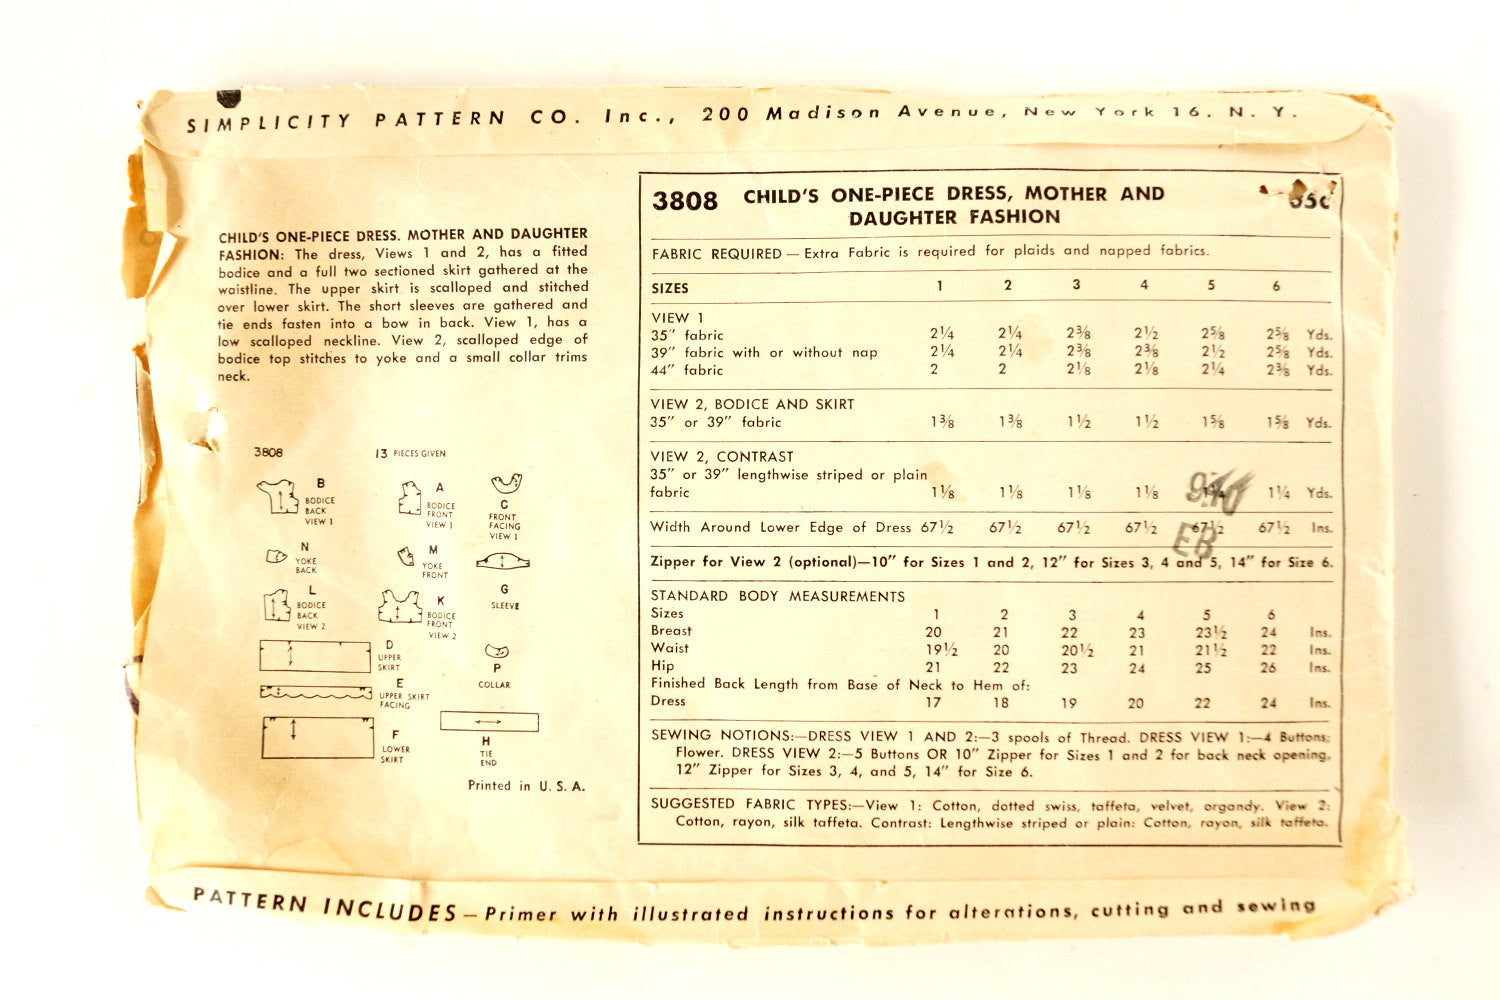 SIMPLICITY PATTERN CO. Inc., 200 Madison Avenue, New York 16, N. Y.
CHILD'S ONE-PIECE DRESS. MOTHER AND DAUGHTER
FASHION: The dress, Views 1 and 2, has a fitted
bodice and a full two sectioned skirt gathered at the
waistline. The upper skirt is scalloped and stitched
over lower skirt. The short sleeves are gathered and
tie ends fasten into a bow in back. View 1, has a
low scalloped neckline. View 2, scalloped edge of
bodice top stitches to yoke and a small collar trims
neck.
3808 13 PIECES GIVEN
B
BODICE
BACK
VIEW 1
A
BODICE
FRONT
VIEW 1
C
FRONT
FACING
VIEW 1
N
YOKE
BACK
M
YOKE
FRONT
G
SLEEVE
L
BODICE
BACK
VIEW 2
K
BODICE
FRONT
VIEW 2
D
UPPER
SKIRT
P
COLLAR
E
UPPER SKIRT
FACING
F
LOWER
SKIRT
H
TIE
END
Printed in U. S. A.
3808 CHILD'S ONE-PIECE DRESS, MOTHER AND
DAUGHTER FASHION
FABRIC REQUIRED — Extra Fabric is required for plaids and napped fabrics.
SIZES 1 2 3 4 5 6
VIEW 1
35" fabric 2¼ 2¼ 2⅜ 2½ 2⅝ 2⅝ Yds.
39" fabric with or without nap 2¼ 2¼ 2⅜ 2⅜ 2½ 2⅝ Yds.
44" fabric 2 2 2⅛ 2⅛ 2¼ 2⅜ Yds.
VIEW 2, BODICE AND SKIRT
35" or 39" fabric 1⅜ 1⅜ 1½ 1½ 1⅝ 1⅝ Yds.
VIEW 2, CONTRAST
35" or 39" lengthwise striped or plain
fabric 1⅛ 1⅛ 1⅛ 1⅛ 1¼ Yds.
Width Around Lower Edge of Dress 67½ 67½ 67½ 67½ 67½ 67½ Ins.
EB
Zipper for View 2 (optional)—10" for Sizes 1 and 2, 12" for Sizes 3, 4 and 5, 14" for Size 6.
STANDARD BODY MEASUREMENTS
Sizes 1 2 3 4 5 6
Breast 20 21 22 23 23½ 24 Ins.
Waist 19½ 20 20½ 21 21½ 22 Ins.
Hip 21 22 23 24 25 26 Ins.
Finished Back Length from Base of Neck to Hem of:
Dress 17 18 19 20 22 24 Ins.
SEWING NOTIONS:—DRESS VIEW 1 AND 2:—3 spools of Thread. DRESS VIEW 1:—4 Buttons;
Flower. DRESS VIEW 2:—5 Buttons OR 10" Zipper for Sizes 1 and 2 for back neck opening,
12" Zipper for Sizes 3, 4, and 5, 14" for Size 6.
SUGGESTED FABRIC TYPES:—View 1: Cotton, dotted swiss, taffeta, velvet, organdy. View 2:
Cotton, rayon, silk taffeta. Contrast: Lengthwise striped or plain: Cotton, rayon, silk taffeta.
PATTERN INCLUDES—Primer with illustrated instructions for alterations, cutting and sewing